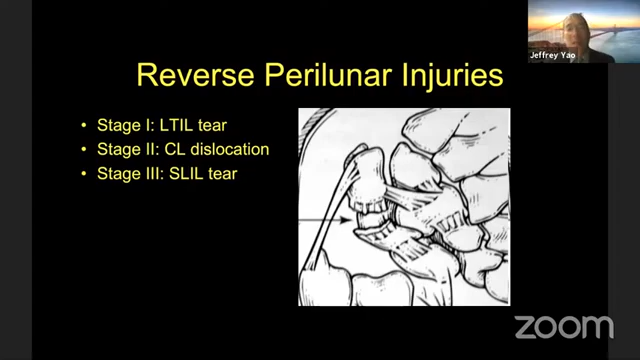 Jeffrey Yao
Reverse Perilunar Injuries
• Stage I: LTIL tear
• Stage II: CL dislocation
• Stage III: SLIL tear
zoom